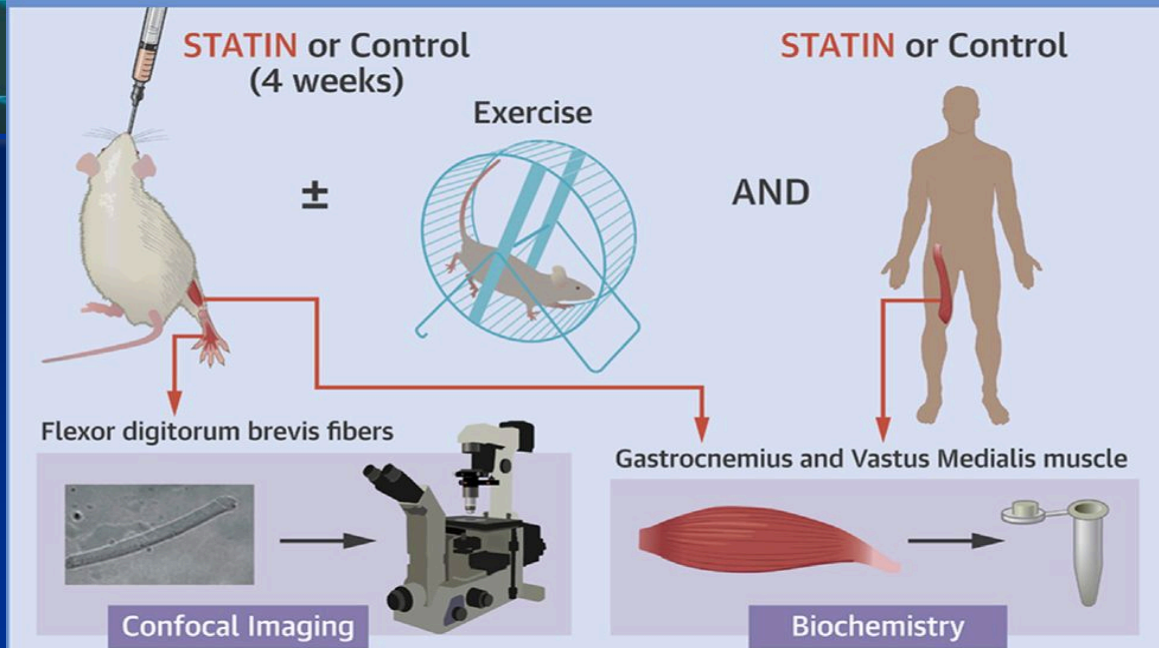 STATIN or Control
(4 weeks)
Exercise
±
STATIN or Control
AND
Flexor digitorum brevis fibers
Confocal Imaging
Gastrocnemius and Vastus Medialis muscle
Biochemistry